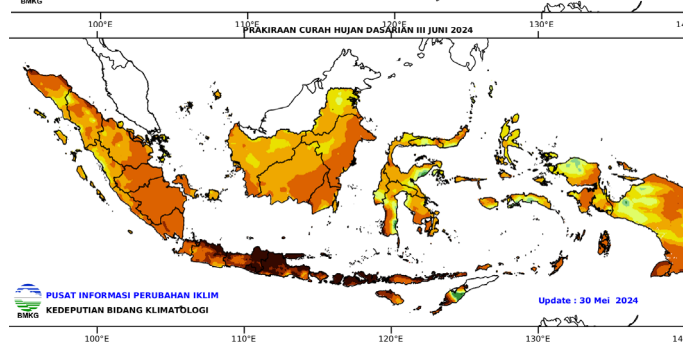 BMKG
100°E 110°E 120°E 130°E
PRAKIRAAN CURAH HUJAN DASARIAN III JUNI 2024
PUSAT INFORMASI PERUBAHAN IKLIM
KEDEPUTIAN BIDANG KLIMATOLOGI
BMKG
Update : 30 Mei 2024
100°E 110°E 120°E 130°E